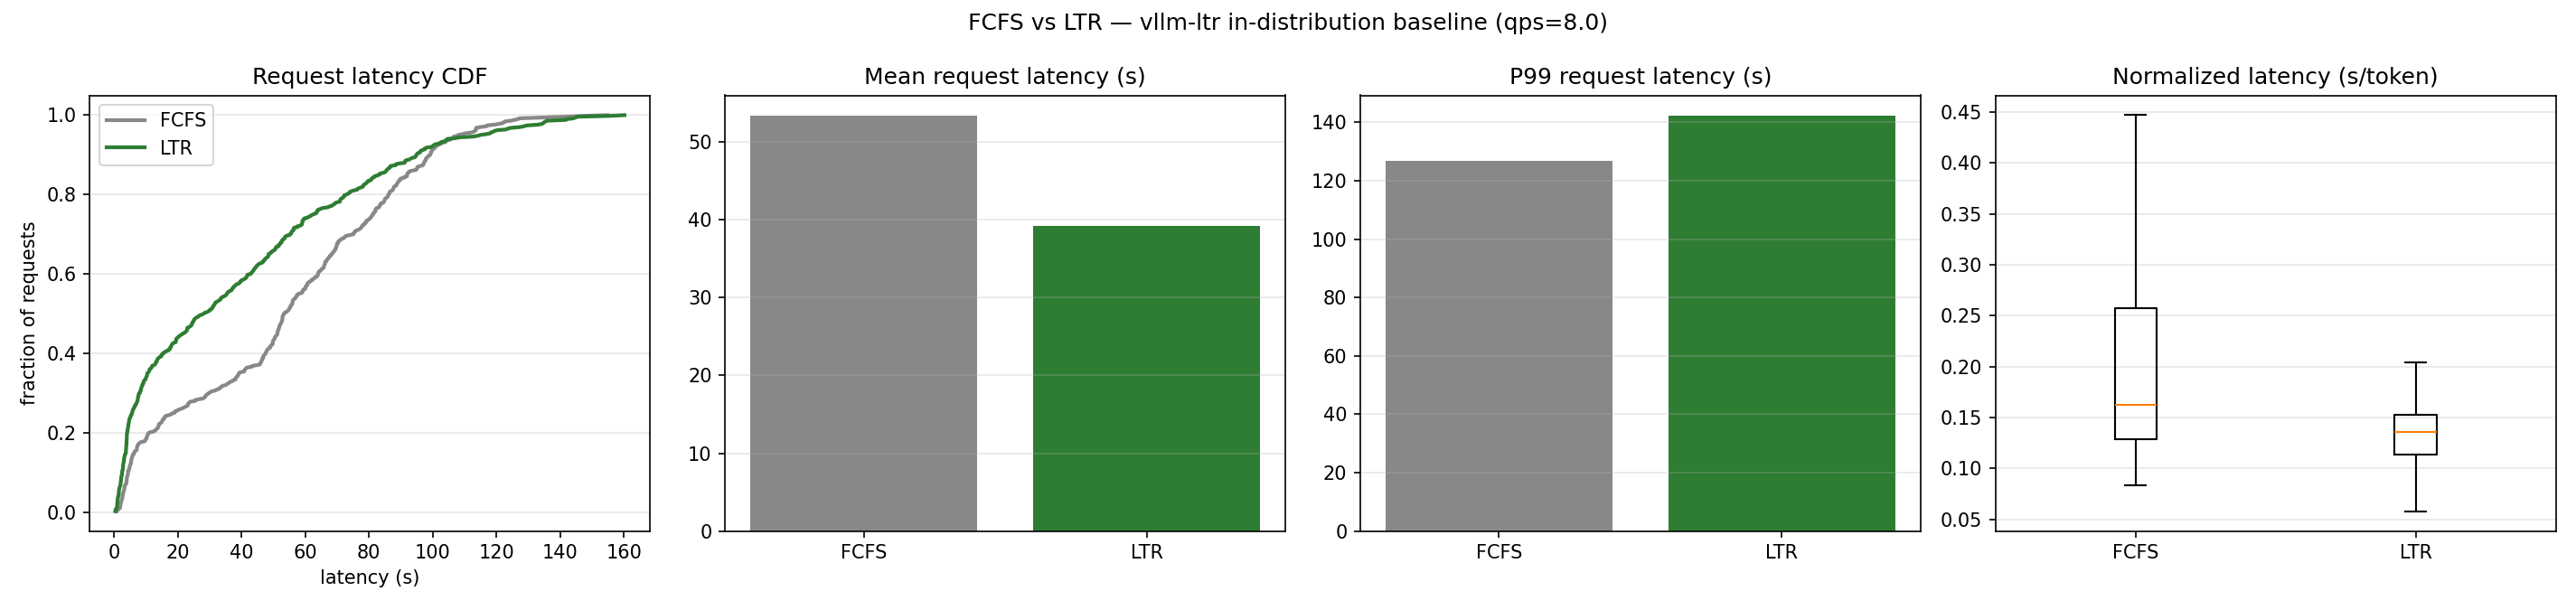 FCFS vs LTR — vllm-ltr in-distribution baseline (qps=8.0)
Request latency CDF
1.0
0.8
0.6
0.4
0.2
0.0
fraction of requests
FCFS
LTR
0 20 40 60 80 100 120 140 160
latency (s)
Mean request latency (s)
50
40
30
20
10
0
FCFS LTR
P99 request latency (s)
140
120
100
80
60
40
20
0
FCFS LTR
Normalized latency (s/token)
0.45
0.40
0.35
0.30
0.25
0.20
0.15
0.10
0.05
FCFS LTR